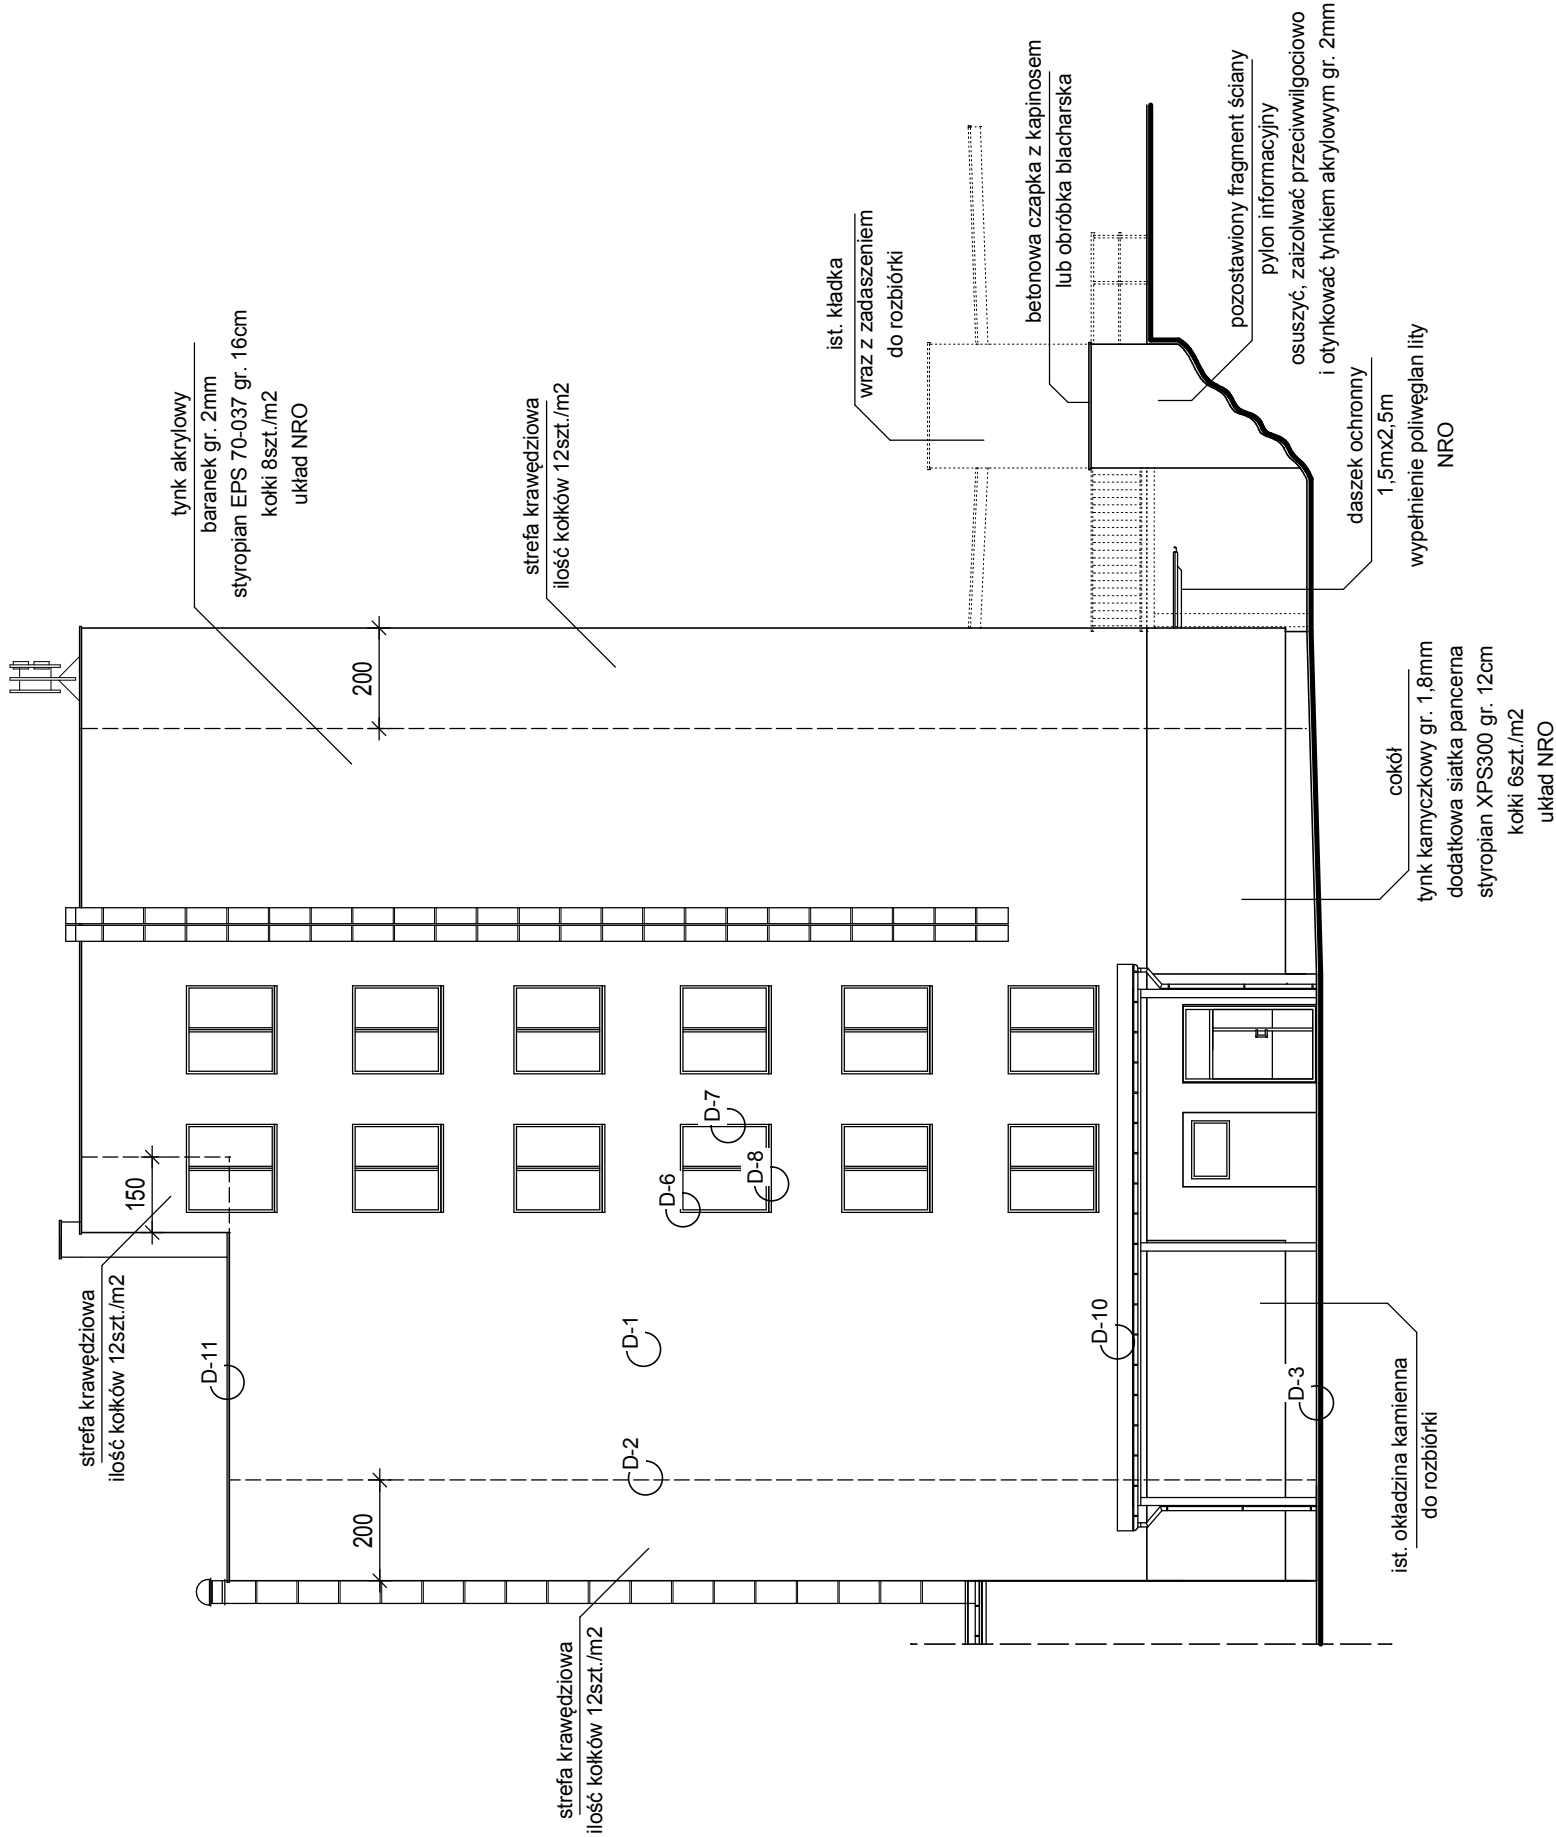 strefa krawędziowa
ilość kołków 12szt./m2
tynk akrylowy
baranek gr. 2mm
styropian EPS 70-037 gr. 16cm
kołki 8szt./m2
układ NRO
strefa krawędziowa
ilość kołków 12szt./m2
ist. kładka
wraz z zadaszeniem
do rozbiórki
betonowa czapka z kapinosem
lub obróbka blacharska
pozostawiony fragment ściany
pylon informacyjny
osuszyć, zaizolwać przeciwwilgociowo
i otynkować tynkiem akrylowym gr. 2mm
daszek ochronny
1,5mx2,5m
wypełnienie poliwęglan lity
NRO
cokół
tynk kamyczkowy gr. 1,8mm
dodatkowa siatka pancerna
styropian XPS300 gr. 12cm
kołki 6szt./m2
układ NRO
ist. okładzina kamienna
do rozbiórki
strefa krawędziowa
ilość kołków 12szt./m2
150
200
200
D-11
D-1
D-2
D-6
D-7
D-8
D-10
D-3